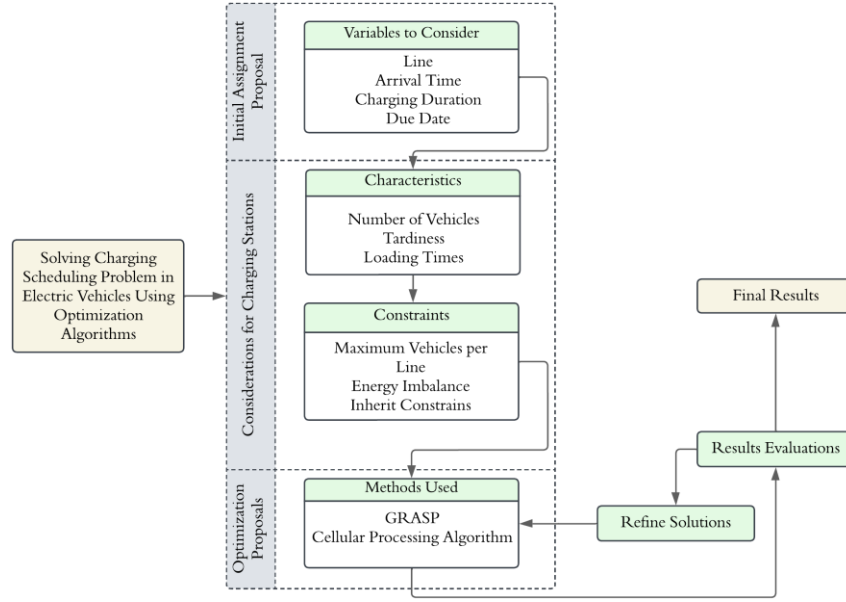 Solving Charging
Scheduling Problem in
Electric Vehicles Using
Optimization
Algorithms
Initial Assignment
Proposal
Variables to Consider
Line
Arrival Time
Charging Duration
Due Date
Considerations for Charging Stations
Characteristics
Number of Vehicles
Tardiness
Loading Times
Constraints
Maximum Vehicles per
Line
Energy Imbalance
Inherit Constrains
Optimization
Proposals
Methods Used
GRASP
Cellular Processing Algorithm
Refine Solutions
Results Evaluations
Final Results